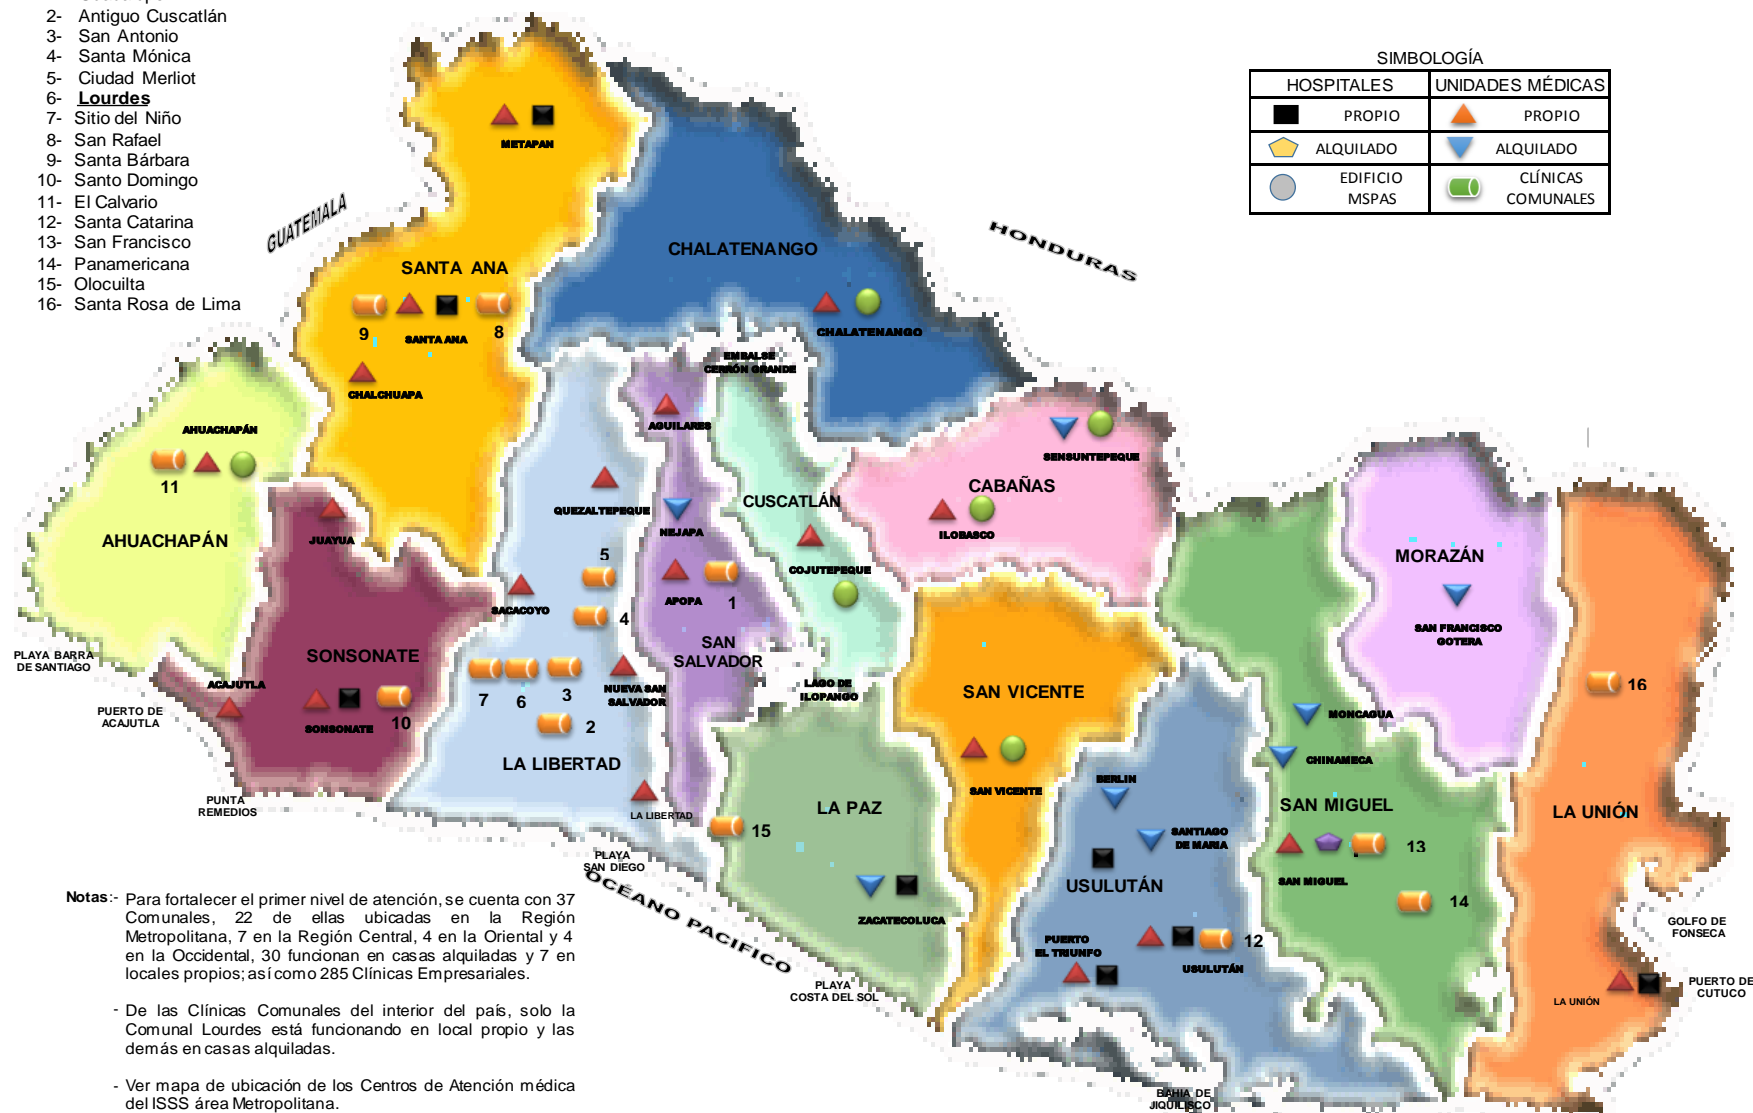 2- Antiguo Cuscatlán
3- San Antonio
4- Santa Mónica
5- Ciudad Merliot
6- Lourdes
7- Sitio del Niño
8- San Rafael
9- Santa Bárbara
10- Santo Domingo
11- El Calvario
12- Santa Catarina
13- San Francisco
14- Panamericana
15- Olocuilta
16- Santa Rosa de Lima
SIMBOLOGÍA
HOSPITALES
UNIDADES MÉDICAS
PROPIO
PROPIO
ALQUILADO
ALQUILADO
EDIFICIO
MSPAS
CLÍNICAS
COMUNALES
GUATEMALA
HONDURAS
METAPAN
SANTA ANA
9
SANTA ANA
8
CHALCHUAPA
CHALATENANGO
CHALATENANGO
EMBALSE
CERRÓN GRANDE
AHUACHAPÁN
11
AHUACHAPÁN
JUAYUA
SONSONATE
ACAJUTLA
SONSONATE
10
PLAYA BARRA
DE SANTIAGO
PUERTO DE
ACAJUTLA
PUNTA
REMEDIOS
QUEZALTEPEQUE
5
SACACOYO
4
7
6
3
NUEVA SAN
SALVADOR
2
LA LIBERTAD
LA LIBERTAD
PLAYA
SAN DIEGO
AGUILARES
NEJAPA
APOPA
1
SAN
SALVADOR
CUSCATLÁN
COJUTEPEQUE
LAGO DE
ILOPANGO
SENSUNTEPEQUE
CABAÑAS
ILOBASCO
SAN VICENTE
SAN VICENTE
LA PAZ
15
ZACATECOLUCA
OCÉANO PACIFICO
PLAYA
COSTA DEL SOL
BERLIN
SANTIAGO
DE MARIA
USULUTÁN
PUERTO
EL TRIUNFO
USULUTÁN
12
BAHIA DE
JIQUILISCO
MORAZÁN
SAN FRANCISCO
GOTERA
MONCAGUA
CHINAMECA
SAN MIGUEL
SAN MIGUEL
13
14
16
LA UNIÓN
GOLFO DE
FONSECA
LA UNIÓN
PUERTO DE
CUTUCO
Notas:- Para fortalecer el primer nivel de atención, se cuenta con 37
Comunales, 22 de ellas ubicadas en la Región
Metropolitana, 7 en la Región Central, 4 en la Oriental y 4
en la Occidental, 30 funcionan en casas alquiladas y 7 en
locales propios; así como 285 Clínicas Empresariales.
- De las Clínicas Comunales del interior del país, solo la
Comunal Lourdes está funcionando en local propio y las
demás en casas alquiladas.
- Ver mapa de ubicación de los Centros de Atención médica
del ISSS área Metropolitana.